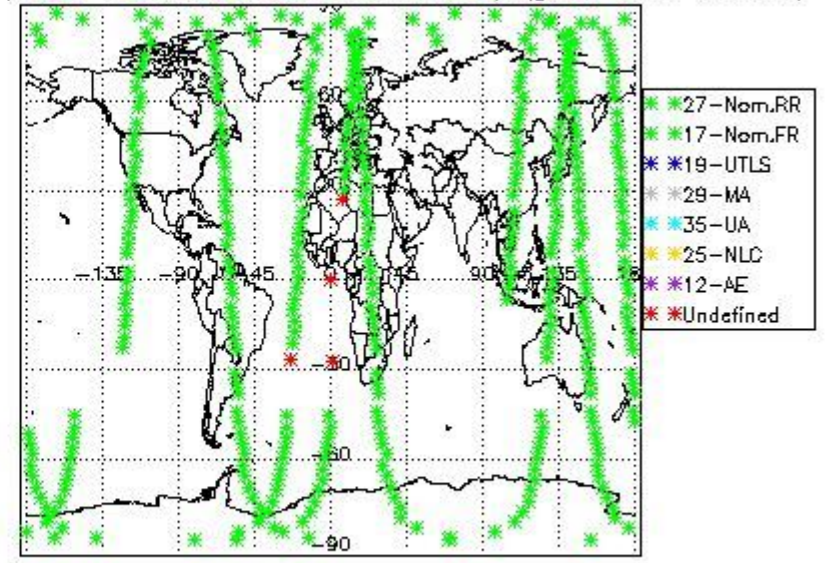 60
-135 -90 45 45 90 135
-60
-90
27-Nom.RR
17-Nom.FR
19-UTLS
29-MA
35-UA
25-NLC
12-AE
Undefined